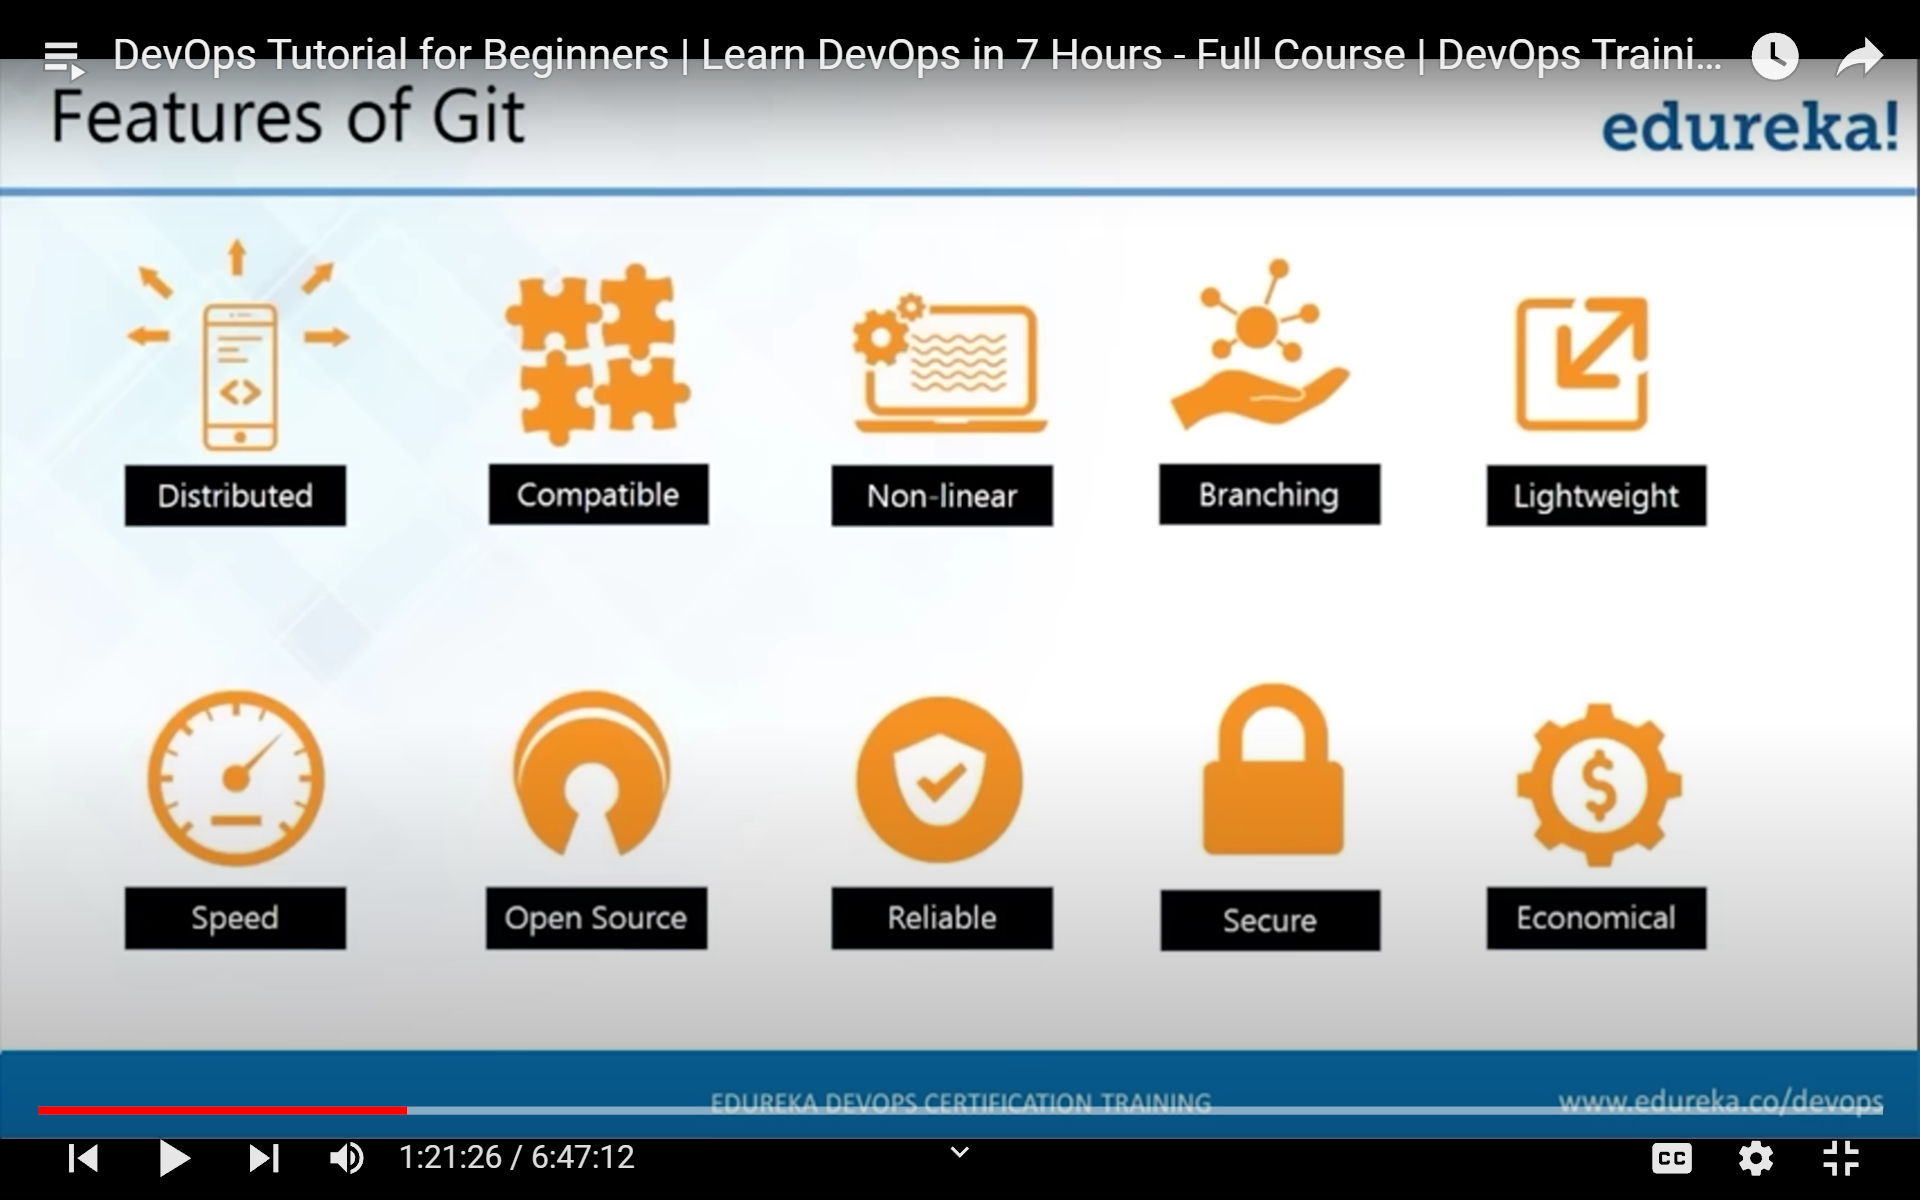 DevOps Tutorial for Beginners | Learn DevOps in 7 Hours - Full Course | DevOps Traini...
Features of Git
edureka!
Distributed
Compatible
Non-linear
Branching
Lightweight
Speed
Open Source
Reliable
Secure
Economical
EDUREKA DEVOPS CERTIFICATION TRAINING
www.edureka.co/devops
1:21:26 / 6:47:12
CC